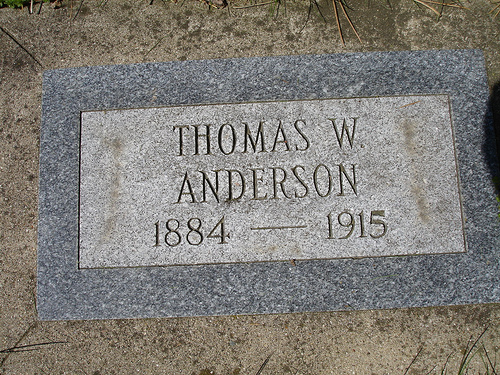 THOMAS W.
ANDERSON
1884 — 1915